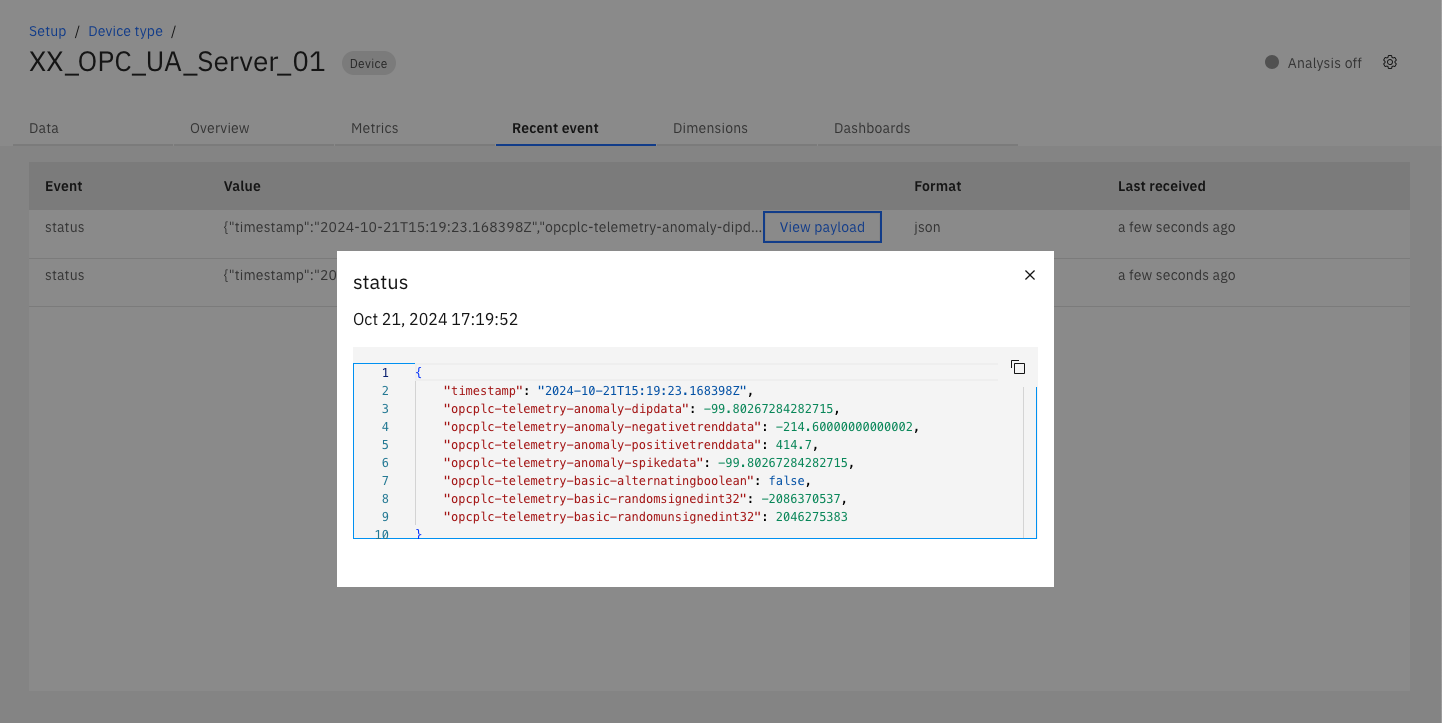 Setup / Device type /
XX_OPC_UA_Server_01 Device
Analysis off
Data Overview Metrics Recent event Dimensions Dashboards
Event Value Format Last received
status {"timestamp":"2024-10-21T15:19:23.168398Z","opcplc-telemetry-anomaly-dipd... View payload json a few seconds ago
status {"timestamp":"20 a few seconds ago
status
Oct 21, 2024 17:19:52
1 {
2 "timestamp": "2024-10-21T15:19:23.168398Z",
3 "opcplc-telemetry-anomaly-dipdata": -99.80267284282715,
4 "opcplc-telemetry-anomaly-negativetrenddata": -214.60000000000002,
5 "opcplc-telemetry-anomaly-positivetrenddata": 414.7,
6 "opcplc-telemetry-anomaly-spikedata": -99.80267284282715,
7 "opcplc-telemetry-basic-alternatingboolean": false,
8 "opcplc-telemetry-basic-randomsignedint32": -2086370537,
9 "opcplc-telemetry-basic-randomunsignedint32": 2046275383
10 }